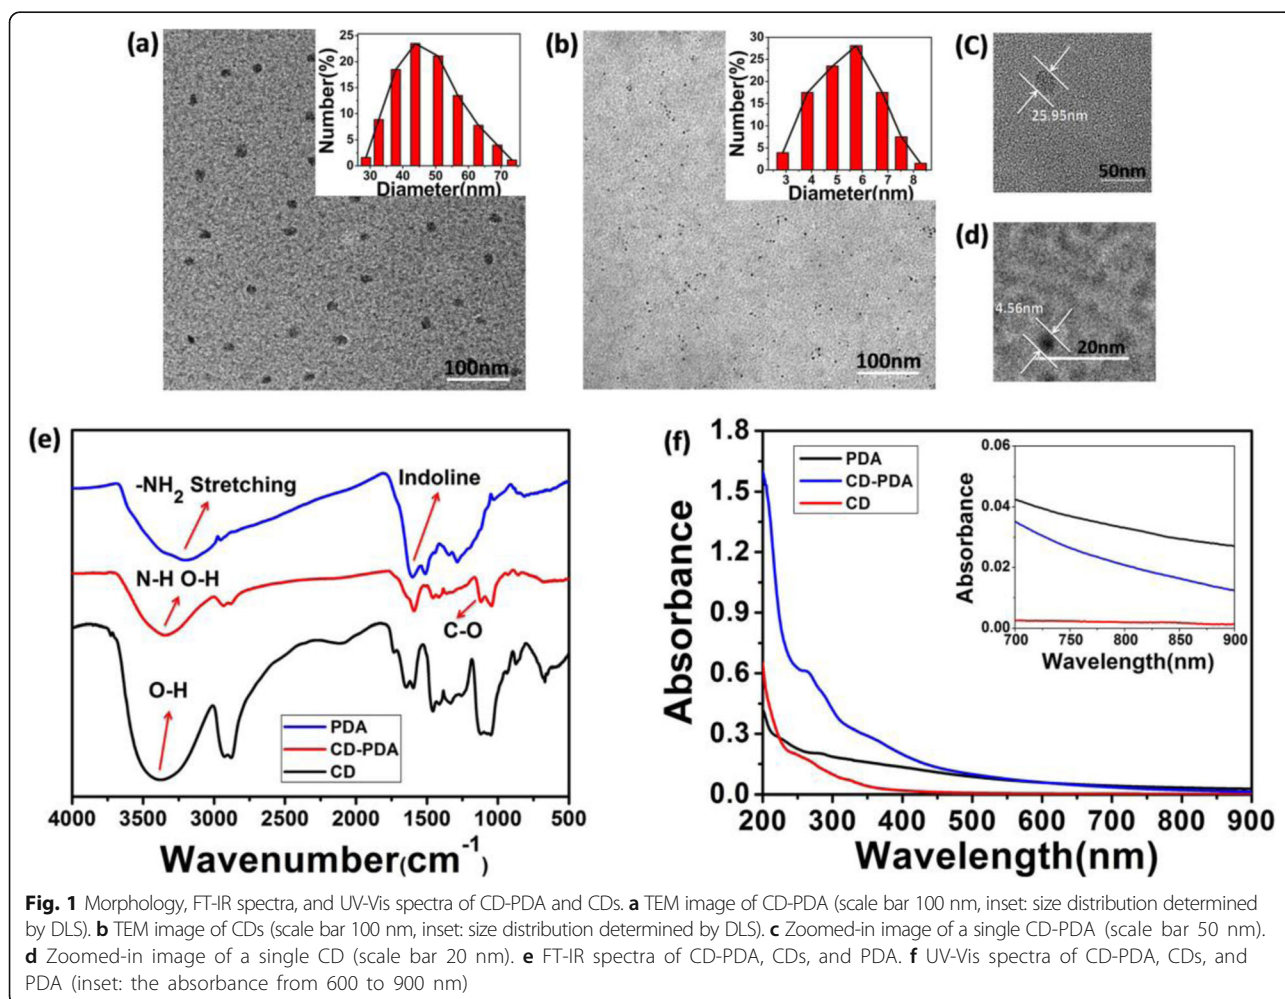 (a)
25
20
15
10
5
0
Number(%)
30 40 50 60 70
Diameter(nm)
100nm
(b)
30
25
20
15
10
5
0
Number(%)
3 4 5 6 7 8
Diameter(nm)
100nm
(C)
25.95nm
50nm
(d)
4.56nm
20nm
(e)
-NH2 Stretching
Indoline
N-H O-H
C-O
O-H
PDA
CD-PDA
CD
4000 3500 3000 2500 2000 1500 1000 500
Wavenumber(cm-1)
(f)
1.8
1.5
1.2
0.9
0.6
0.3
0.0
Absorbance
PDA
CD-PDA
CD
0.06
0.04
0.02
0.00
Absorbance
700 750 800 850 900
Wavelength(nm)
200 300 400 500 600 700 800 900
Wavelength(nm)
Fig. 1 Morphology, FT-IR spectra, and UV-Vis spectra of CD-PDA and CDs. a TEM image of CD-PDA (scale bar 100 nm, inset: size distribution determined
by DLS). b TEM image of CDs (scale bar 100 nm, inset: size distribution determined by DLS). c Zoomed-in image of a single CD-PDA (scale bar 50 nm).
d Zoomed-in image of a single CD (scale bar 20 nm). e FT-IR spectra of CD-PDA, CDs, and PDA. f UV-Vis spectra of CD-PDA, CDs, and
PDA (inset: the absorbance from 600 to 900 nm)